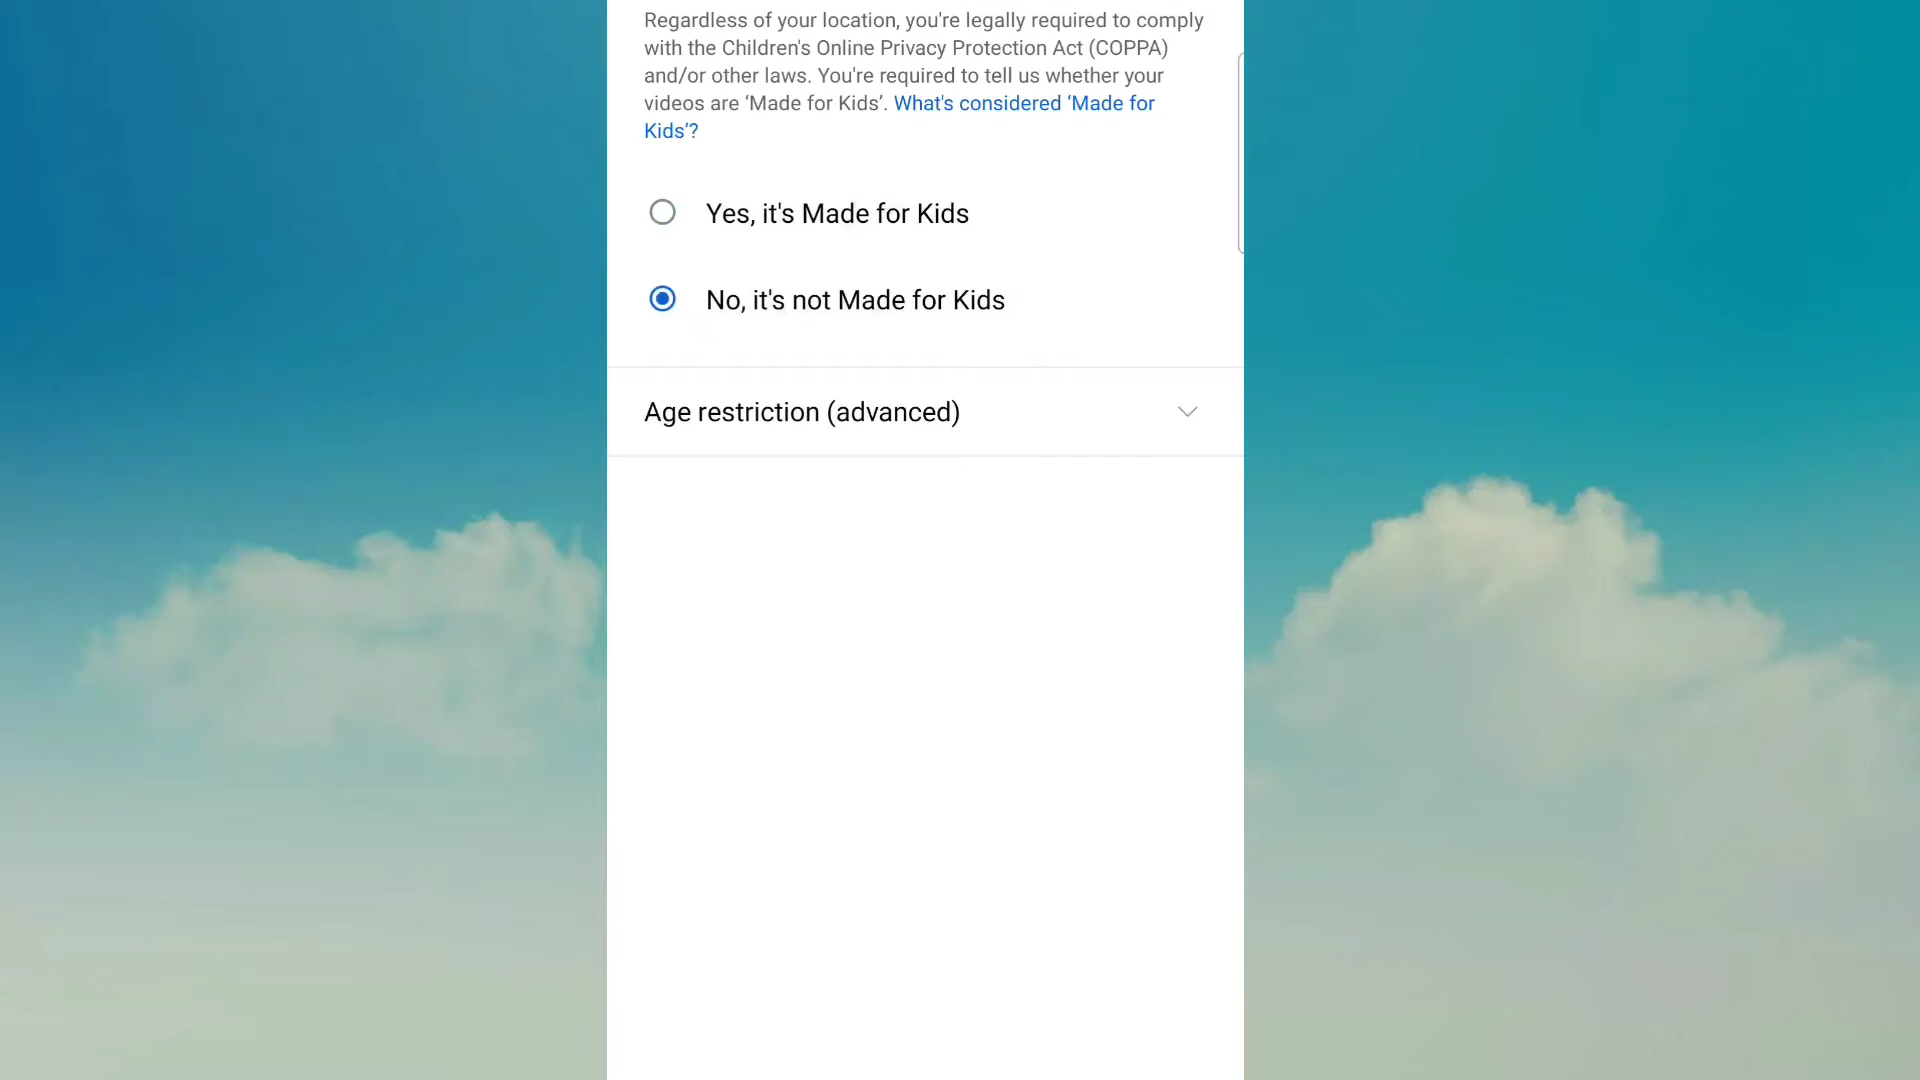 Regardless of your location, you're legally required to comply
with the Children's Online Privacy Protection Act (COPPA)
and/or other laws. You're required to tell us whether your
videos are ‘Made for Kids’. What's considered ‘Made for
Kids’?
Yes, it's Made for Kids
No, it's not Made for Kids
Age restriction (advanced)